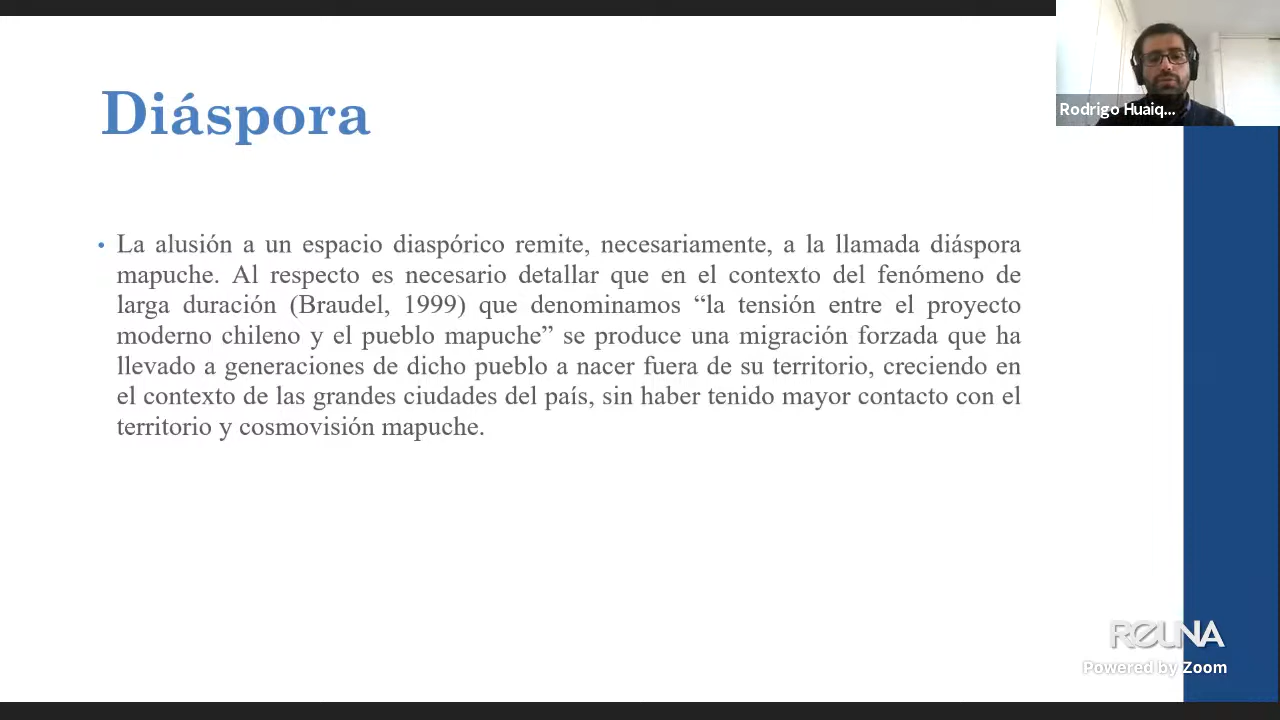 Diáspora
Rodrigo Huaiq...
• La alusión a un espacio diaspórico remite, necesariamente, a la llamada diáspora
mapuche. Al respecto es necesario detallar que en el contexto del fenómeno de
larga duración (Braudel, 1999) que denominamos “la tensión entre el proyecto
moderno chileno y el pueblo mapuche” se produce una migración forzada que ha
llevado a generaciones de dicho pueblo a nacer fuera de su territorio, creciendo en
el contexto de las grandes ciudades del país, sin haber tenido mayor contacto con el
territorio y cosmovisión mapuche.
REUNA
Powered by Zoom